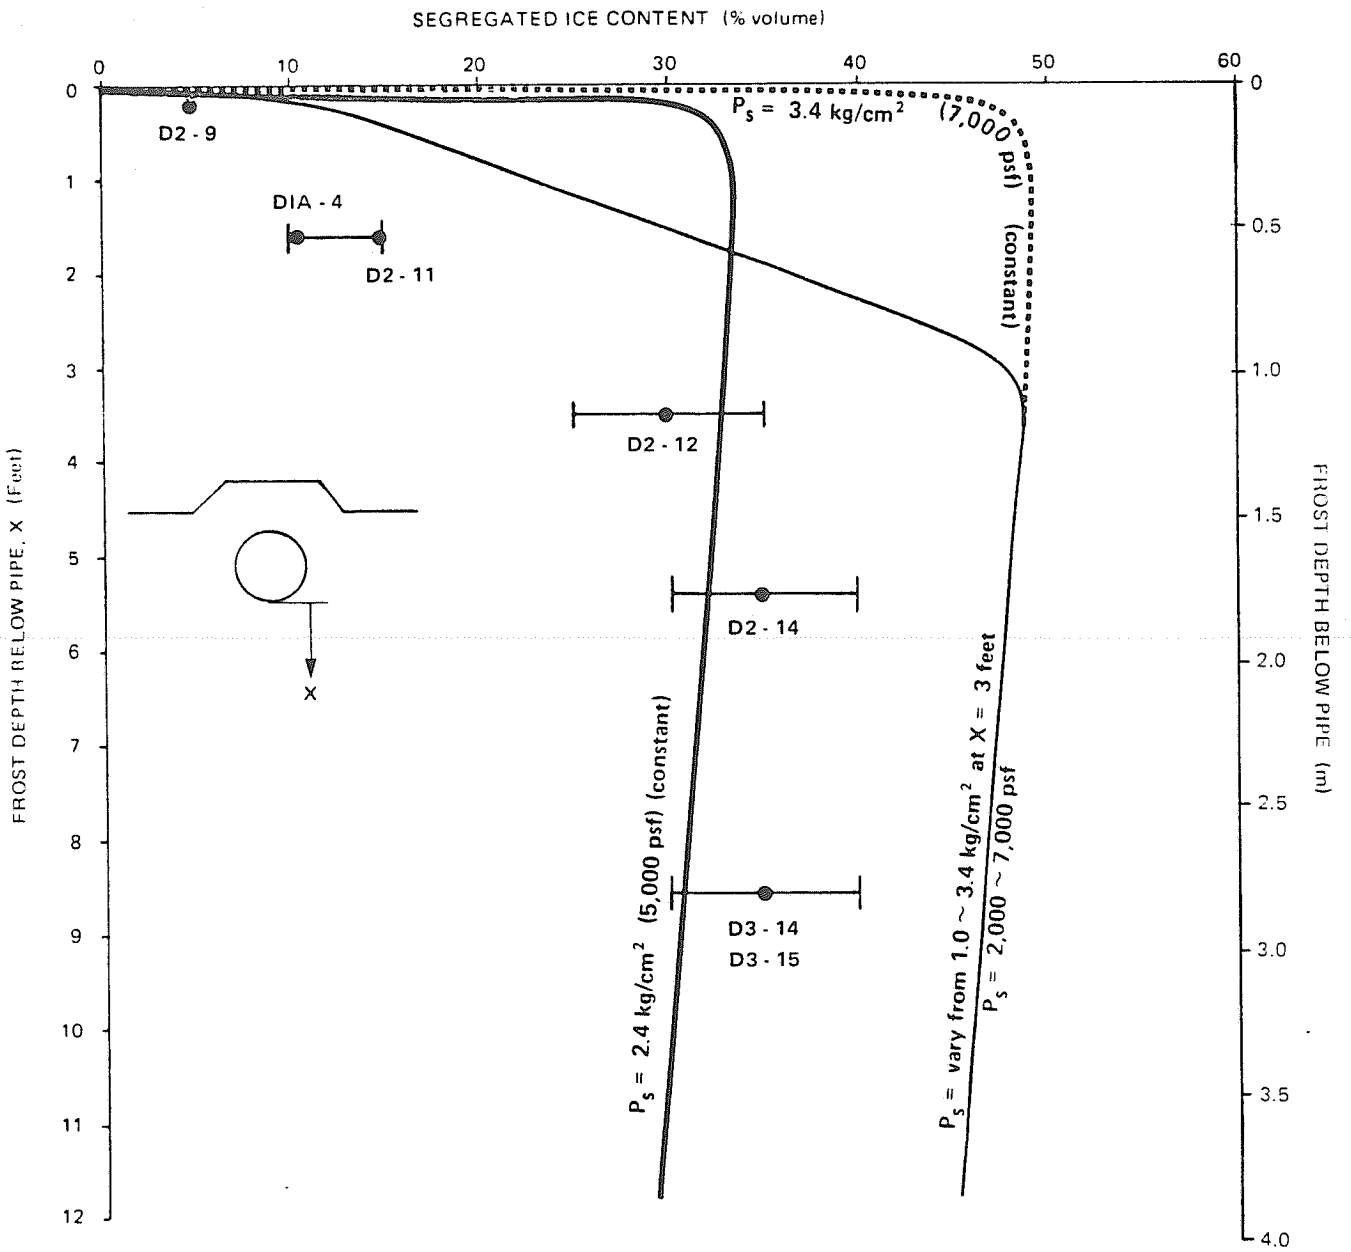 SEGREGATED ICE CONTENT (% volume)
0 10 20 30 40 50 60
0
1
2
3
4
5
6
7
8
9
10
11
12
FROST DEPTH BELOW PIPE, X (Feet)
D2 - 9
DIA - 4
D2 - 11
D2 - 12
D2 - 14
D3 - 14
D3 - 15
X
Ps = 3.4 kg/cm² (7,000 psf) (constant)
Ps = 2.4 kg/cm² (5,000 psf) (constant)
Ps = vary from 1.0 ~ 3.4 kg/cm² at X = 3 feet
Ps = 2,000 ~ 7,000 psf
0
0.5
1.0
1.5
2.0
2.5
3.0
3.5
4.0
FROST DEPTH BELOW PIPE (m)